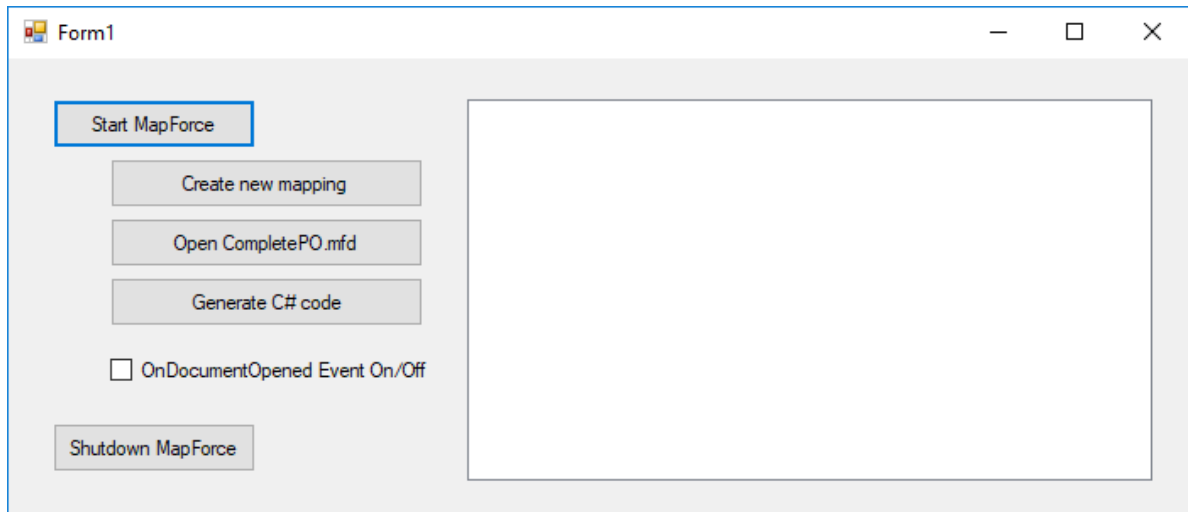 Form1
Start MapForce
Create new mapping
Open CompletePO.mfd
Generate C# code
OnDocumentOpened Event On/Off
Shutdown MapForce